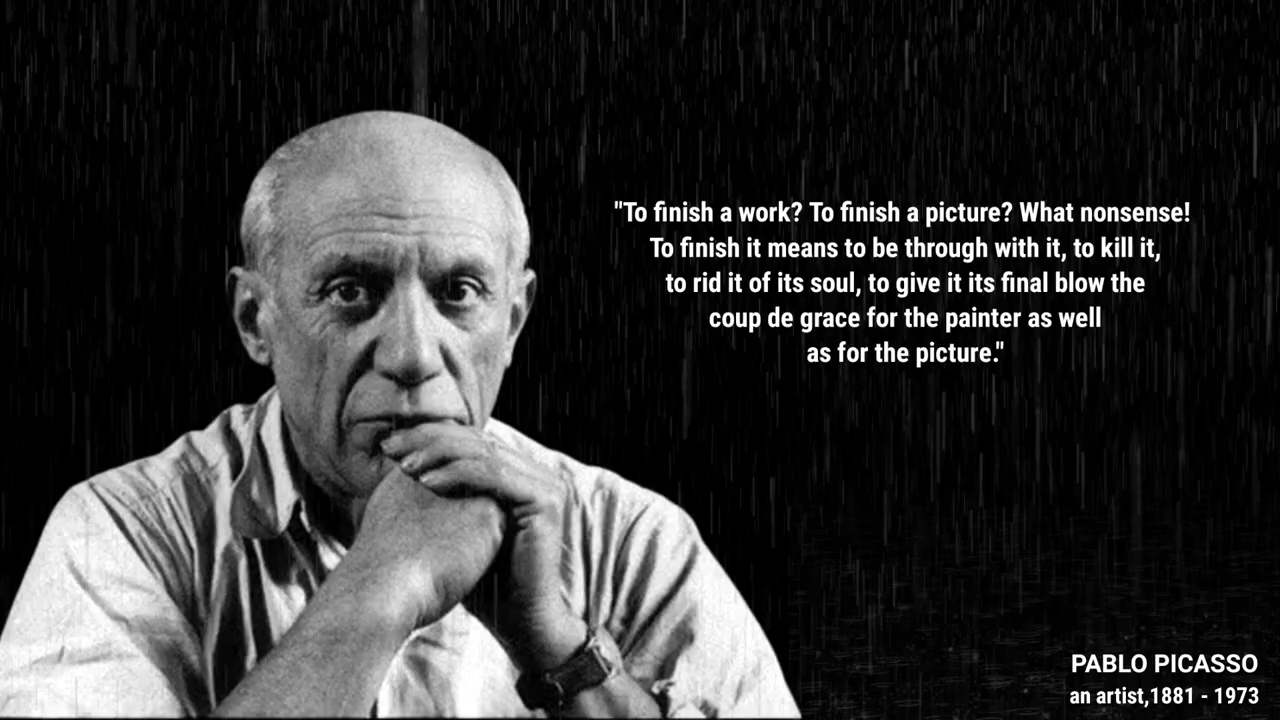 "To finish a work? To finish a picture? What nonsense!
To finish it means to be through with it, to kill it,
to rid it of its soul, to give it its final blow the
coup de grace for the painter as well
as for the picture."
PABLO PICASSO
an artist,1881 - 1973